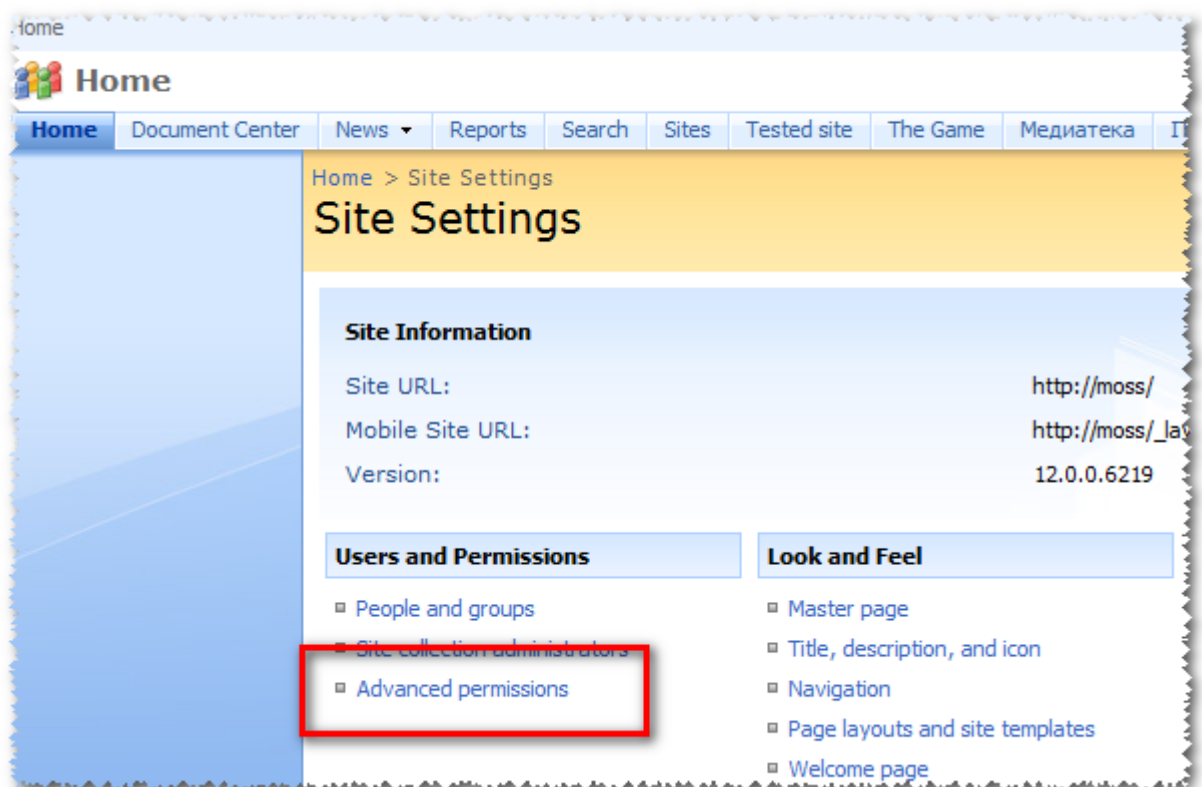 Home
Home
Home Document Center News Reports Search Sites Tested site The Game Медиатека
Home > Site Settings
Site Settings
Site Information
Site URL: http://moss/
Mobile Site URL: http://moss/_lay
Version: 12.0.0.6219
Users and Permissions
People and groups
Site collection administrators
Advanced permissions
Look and Feel
Master page
Title, description, and icon
Navigation
Page layouts and site templates
Welcome page